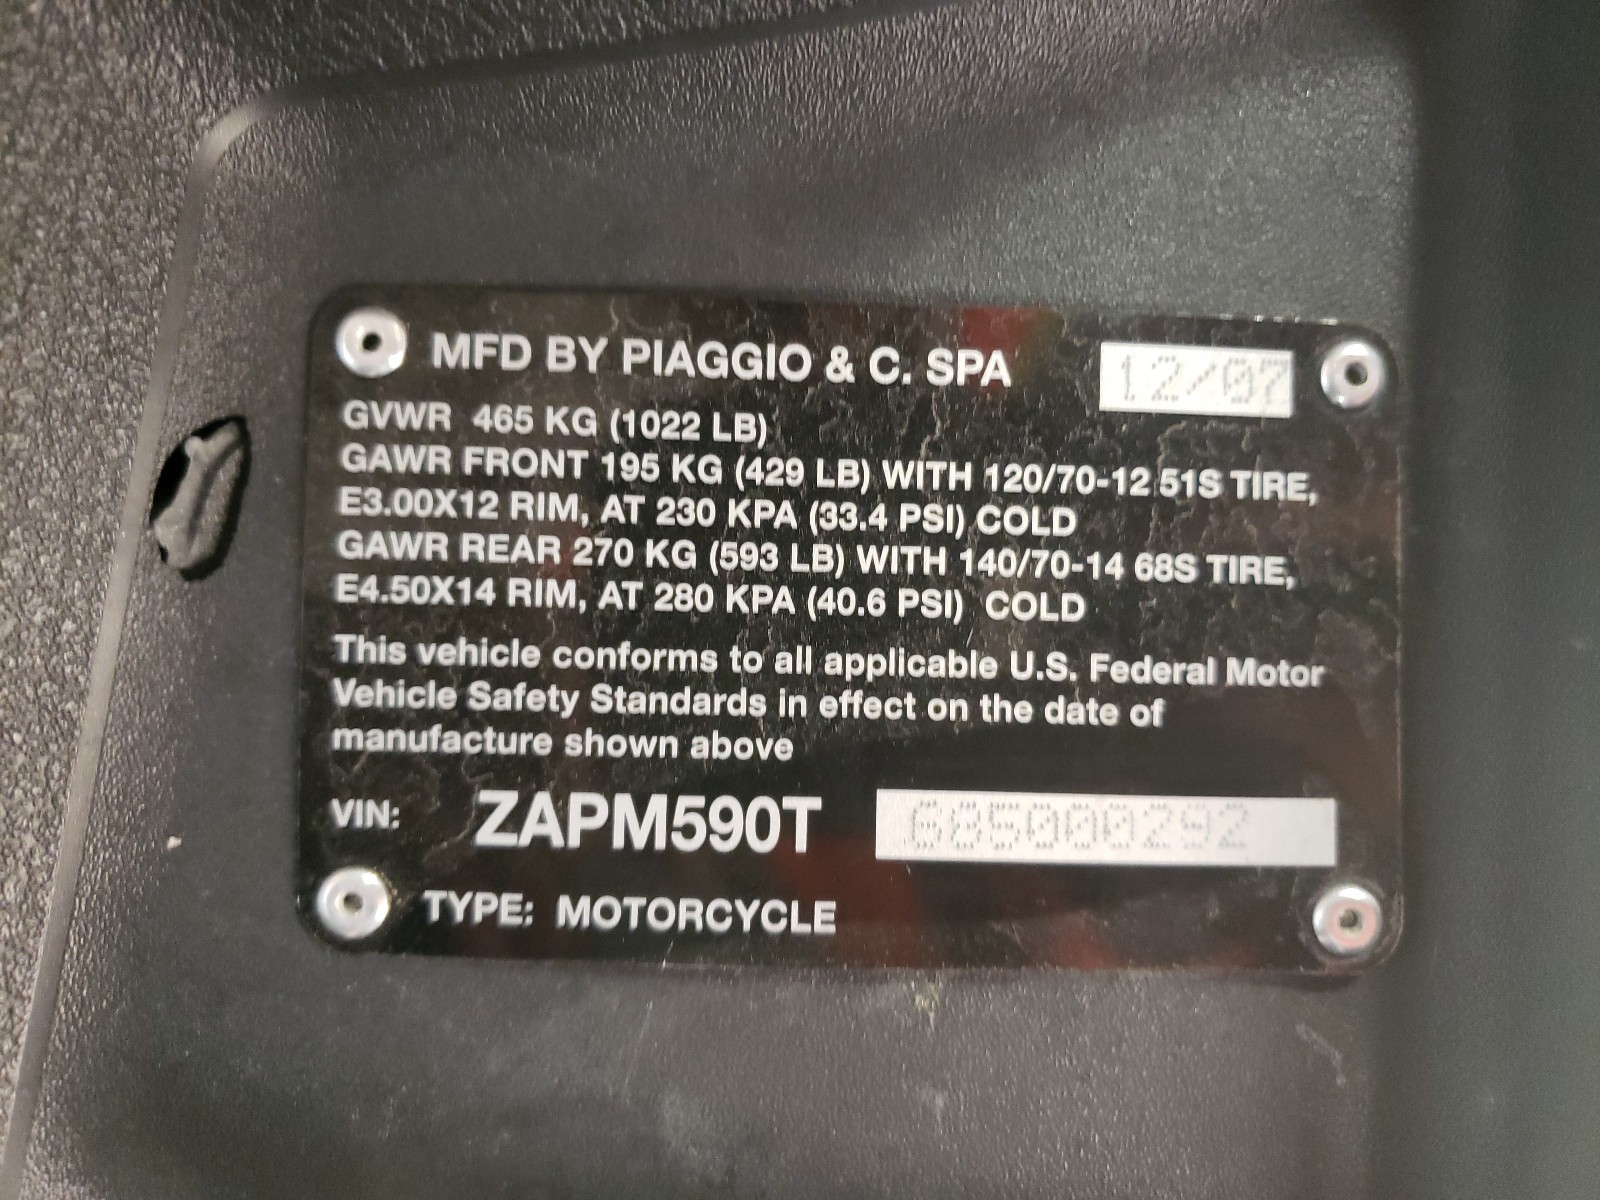 MFD BY PIAGGIO & C. SPA 12/07
GVWR 465 KG (1022 LB)
GAWR FRONT 195 KG (429 LB) WITH 120/70-12 51S TIRE,
E3.00X12 RIM, AT 230 KPA (33.4 PSI) COLD
GAWR REAR 270 KG (593 LB) WITH 140/70-14 68S TIRE,
E4.50X14 RIM, AT 280 KPA (40.6 PSI) COLD
This vehicle conforms to all applicable U.S. Federal Motor
Vehicle Safety Standards in effect on the date of
manufacture shown above
VIN: ZAPM590T 685000292
TYPE: MOTORCYCLE